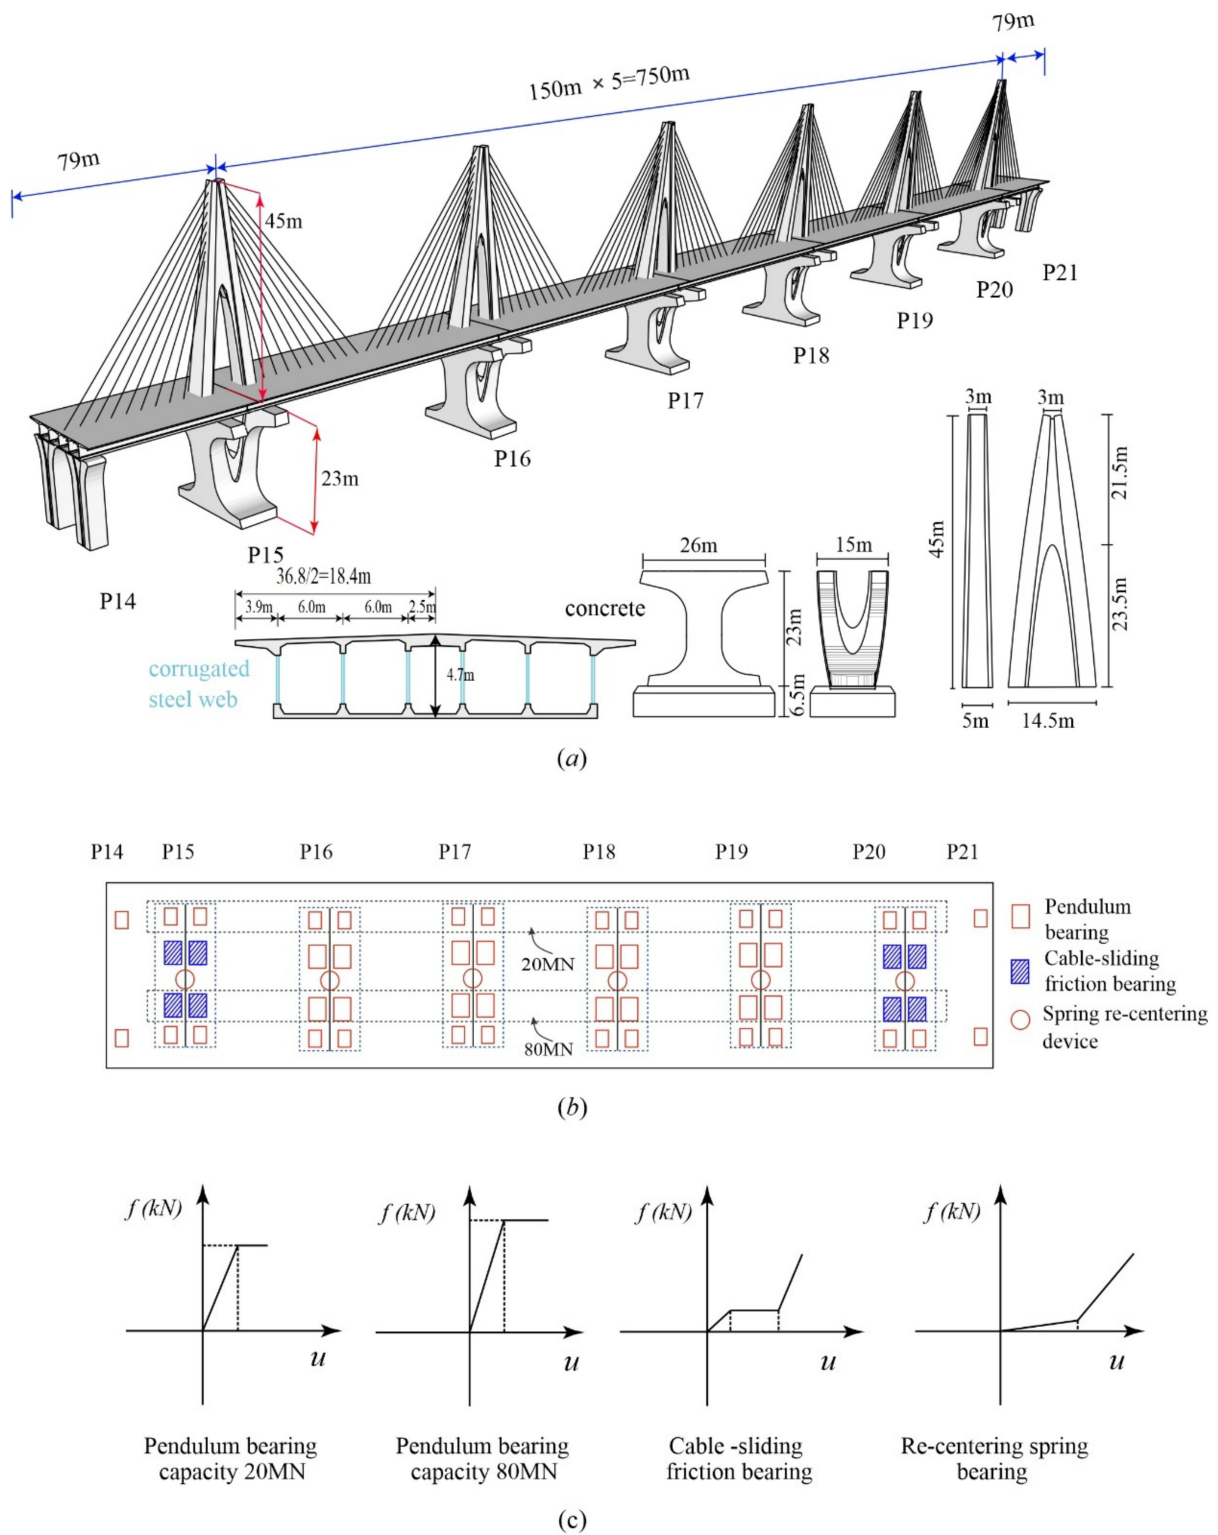 79m
150m × 5=750m
79m
45m
23m
P14
P15
P16
P17
P18
P19
P20
P21
36.8/2=18.4m
3.9m 6.0m 6.0m 2.5m
4.7m
corrugated
steel web
concrete
26m
23m
6.5m
15m
3m
45m
5m
3m
21.5m
23.5m
14.5m
(a)
P14 P15 P16 P17 P18 P19 P20 P21
20MN
80MN
Pendulum
bearing
Cable-sliding
friction bearing
Spring re-centering
device
(b)
f (kN)
u
Pendulum bearing
capacity 20MN
f (kN)
u
Pendulum bearing
capacity 80MN
f (kN)
u
Cable -sliding
friction bearing
f (kN)
u
Re-centering spring
bearing
(c)